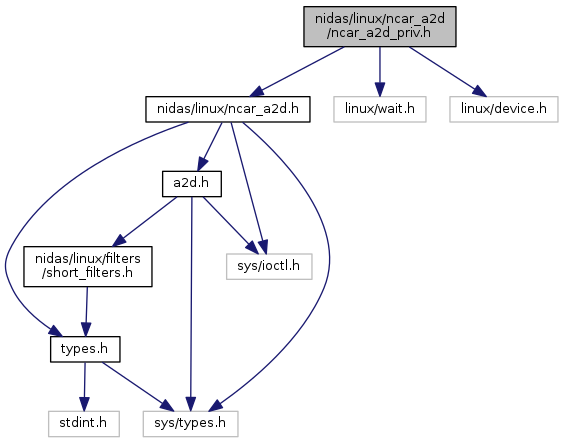 nidas/linux/ncar_a2d
/ncar_a2d_priv.h
nidas/linux/ncar_a2d.h
linux/wait.h
linux/device.h
a2d.h
nidas/linux/filters
/short_filters.h
sys/ioctl.h
types.h
stdint.h
sys/types.h